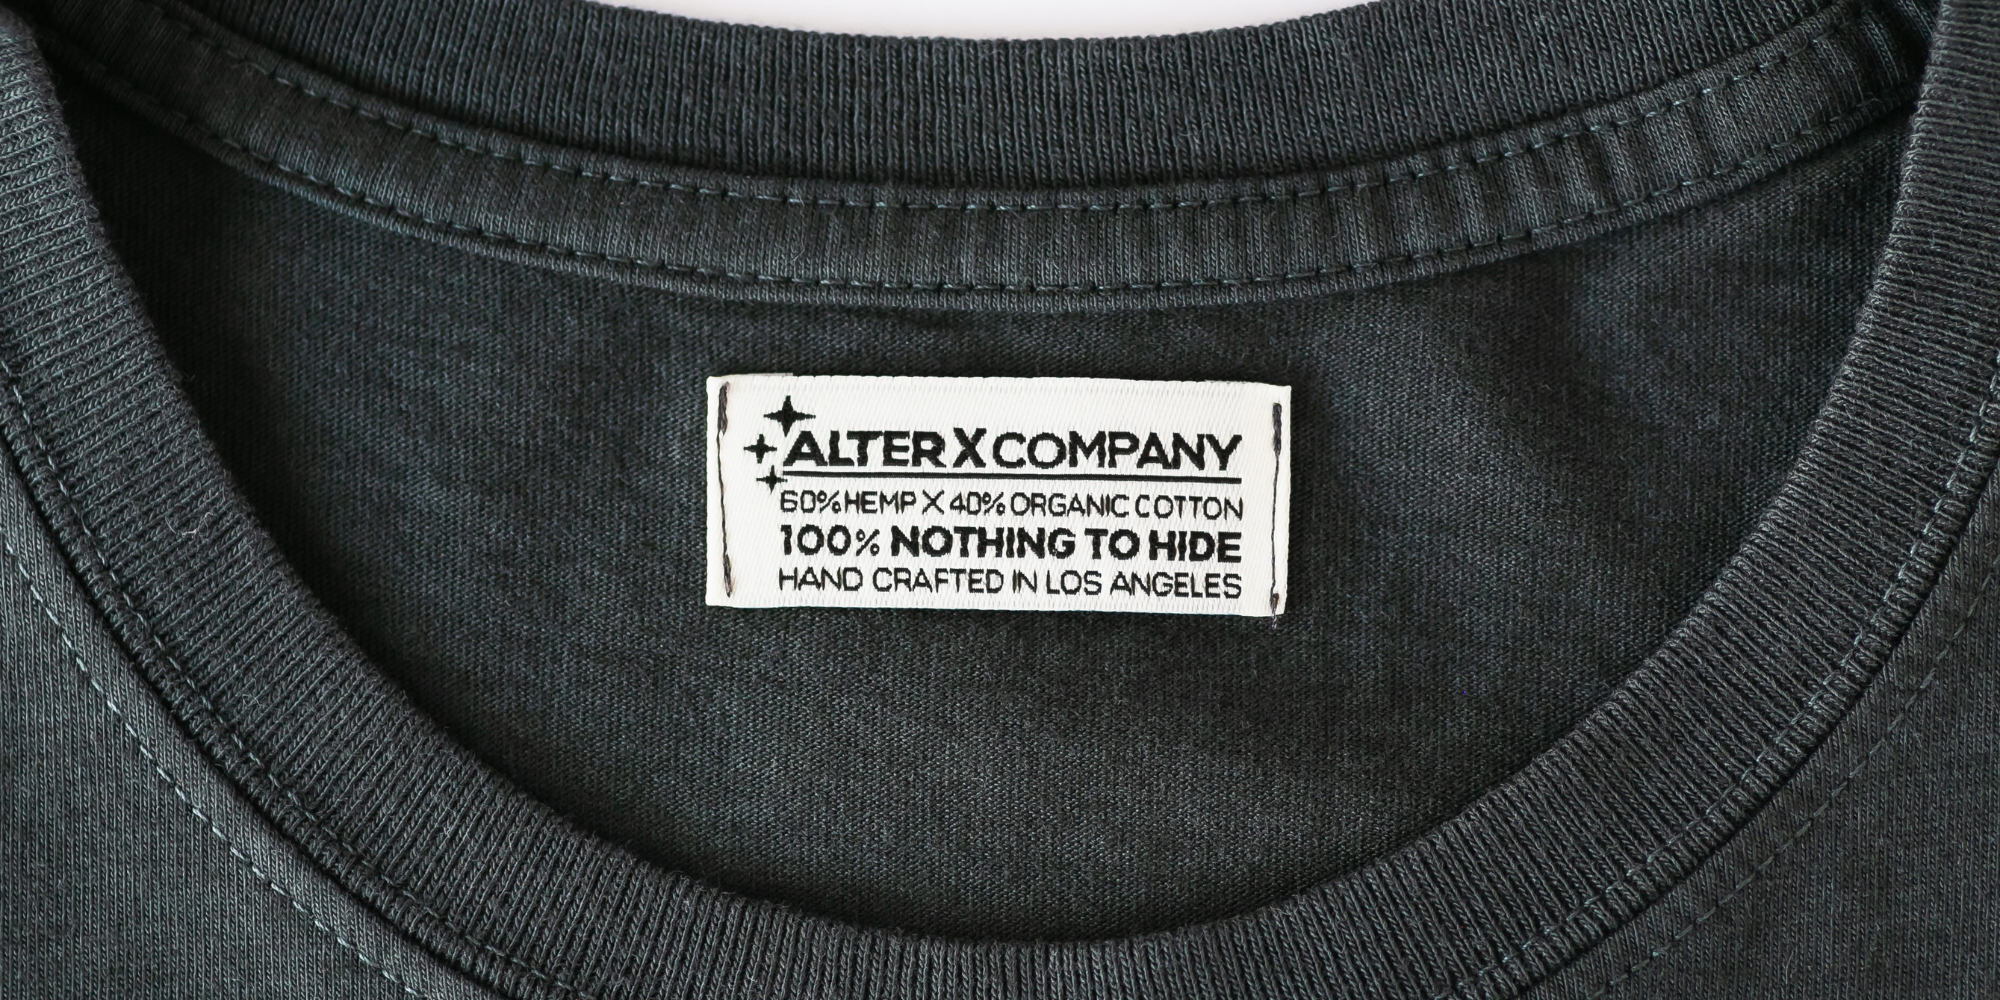 ALTER X COMPANY
60% HEMP X 40% ORGANIC COTTON
100% NOTHING TO HIDE
HAND CRAFTED IN LOS ANGELES